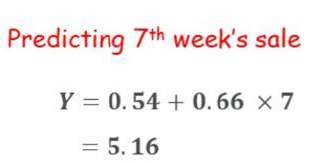 Predicting 7th week's sale
Y = 0.54 + 0.66 × 7
= 5.16